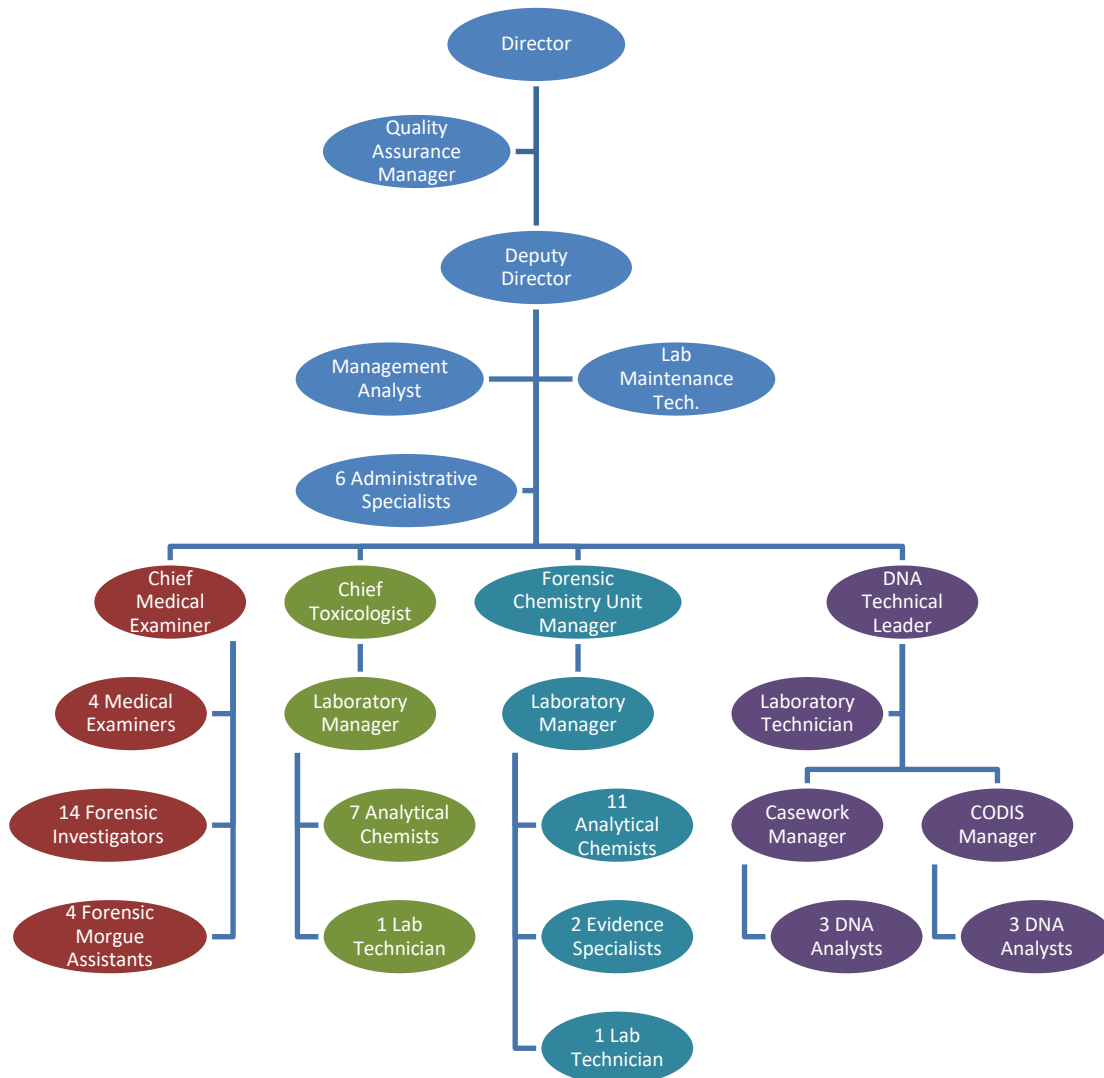 Director
Quality
Assurance
Manager
Deputy
Director
Management
Analyst
Lab
Maintenance
Tech.
6 Administrative
Specialists
Chief
Medical
Examiner
Chief
Toxicologist
Forensic
Chemistry Unit
Manager
DNA
Technical
Leader
4 Medical
Examiners
Laboratory
Manager
Laboratory
Manager
Laboratory
Technician
14 Forensic
Investigators
7 Analytical
Chemists
11
Analytical
Chemists
Casework
Manager
CODIS
Manager
4 Forensic
Morgue
Assistants
1 Lab
Technician
2 Evidence
Specialists
3 DNA
Analysts
3 DNA
Analysts
1 Lab
Technician